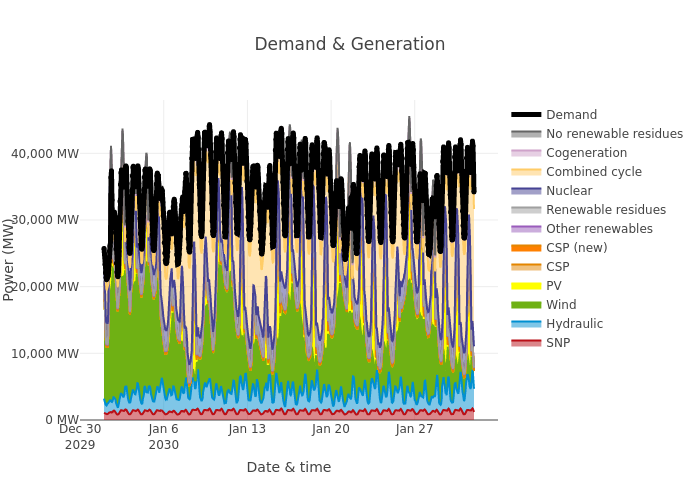 Demand & Generation
Power (MW)
40,000 MW
30,000 MW
20,000 MW
10,000 MW
0 MW
Dec 30
2029
Jan 6
2030
Jan 13
Jan 20
Jan 27
Date & time
Demand
No renewable residues
Cogeneration
Combined cycle
Nuclear
Renewable residues
Other renewables
CSP (new)
CSP
PV
Wind
Hydraulic
SNP